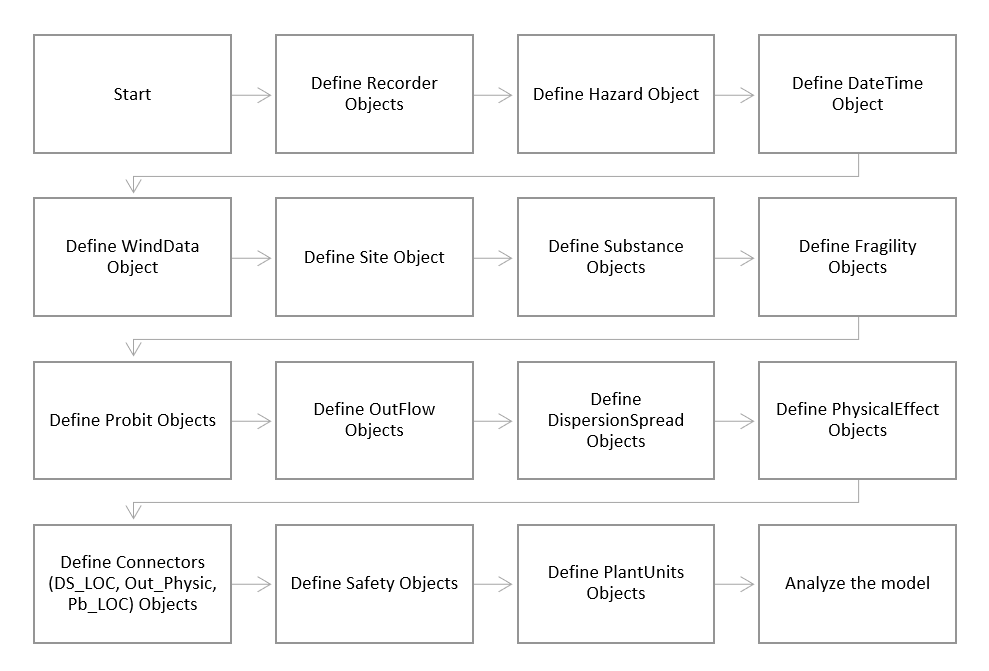 Start
Define Recorder
Objects
Define Hazard Object
Define DateTime
Object
Define WindData
Object
Define Site Object
Define Substance
Objects
Define Fragility
Objects
Define Probit Objects
Define OutFlow
Objects
Define
DispersionSpread
Objects
Define PhysicalEffect
Objects
Define Connectors
(DS_LOC, Out_Physic,
Pb_LOC) Objects
Define Safety Objects
Define PlantUnits
Objects
Analyze the model